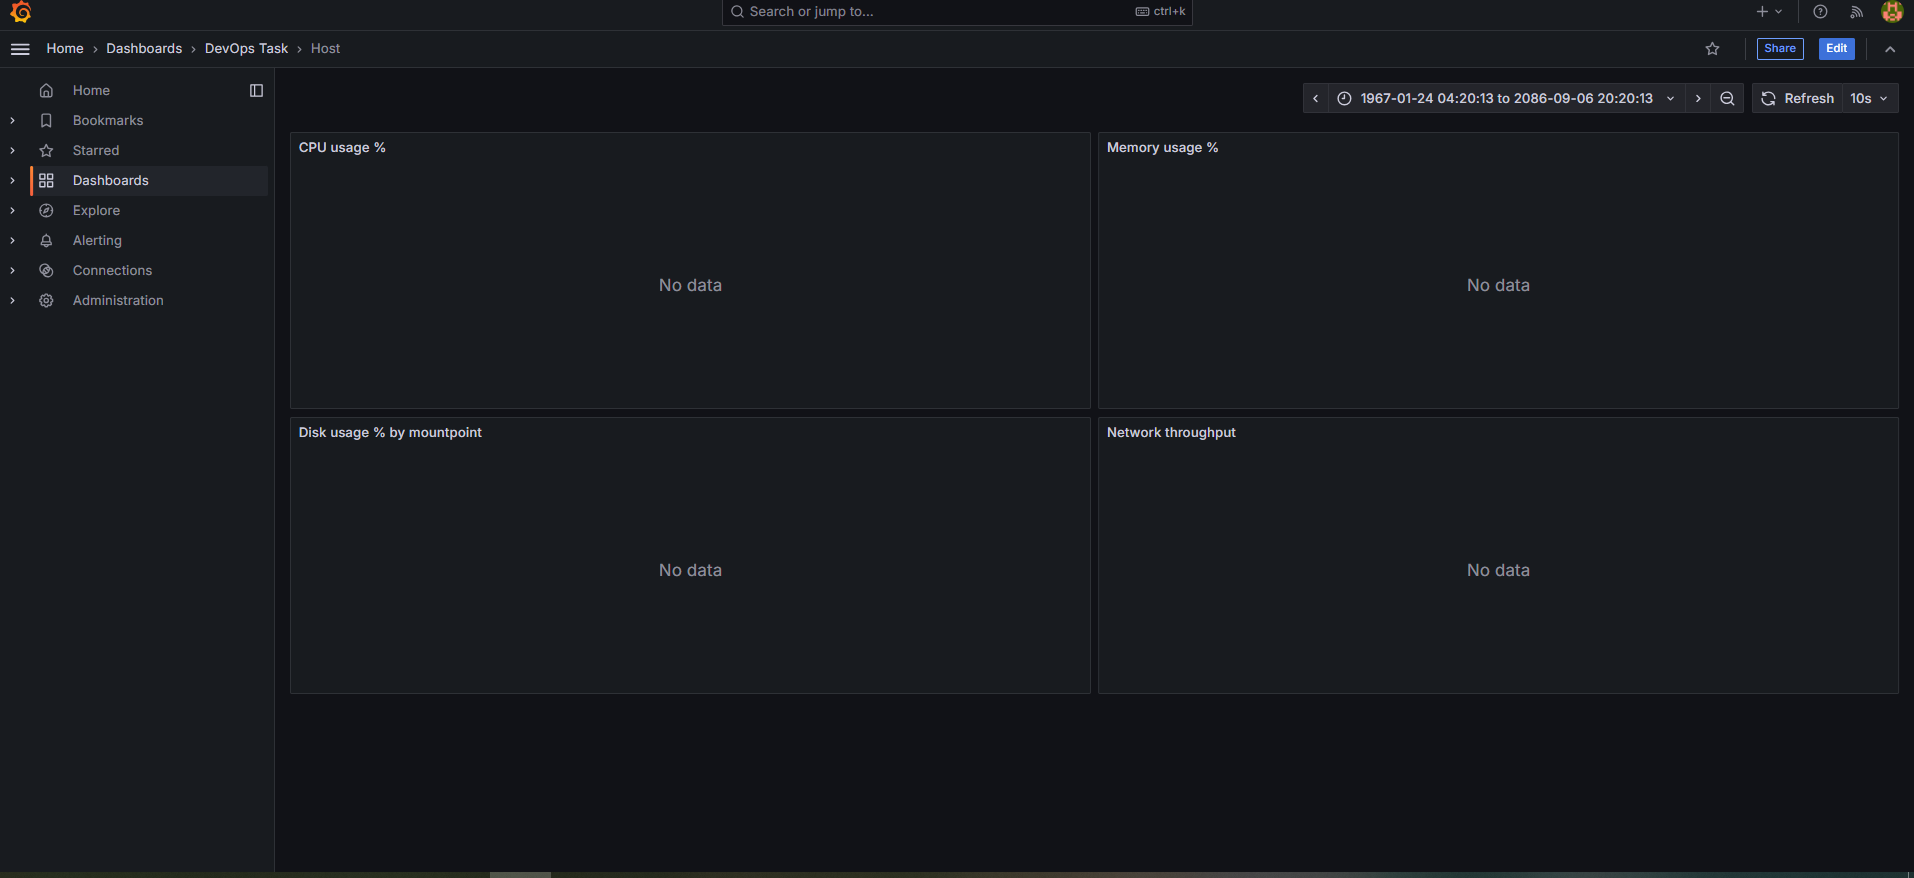 Search or jump to...
ctrl+k
Home
Dashboards
DevOps Task
Host
Share
Edit
Home
Bookmarks
Starred
Dashboards
Explore
Alerting
Connections
Administration
1967-01-24 04:20:13 to 2086-09-06 20:20:13
Refresh
10s
CPU usage %
No data
Memory usage %
No data
Disk usage % by mountpoint
No data
Network throughput
No data